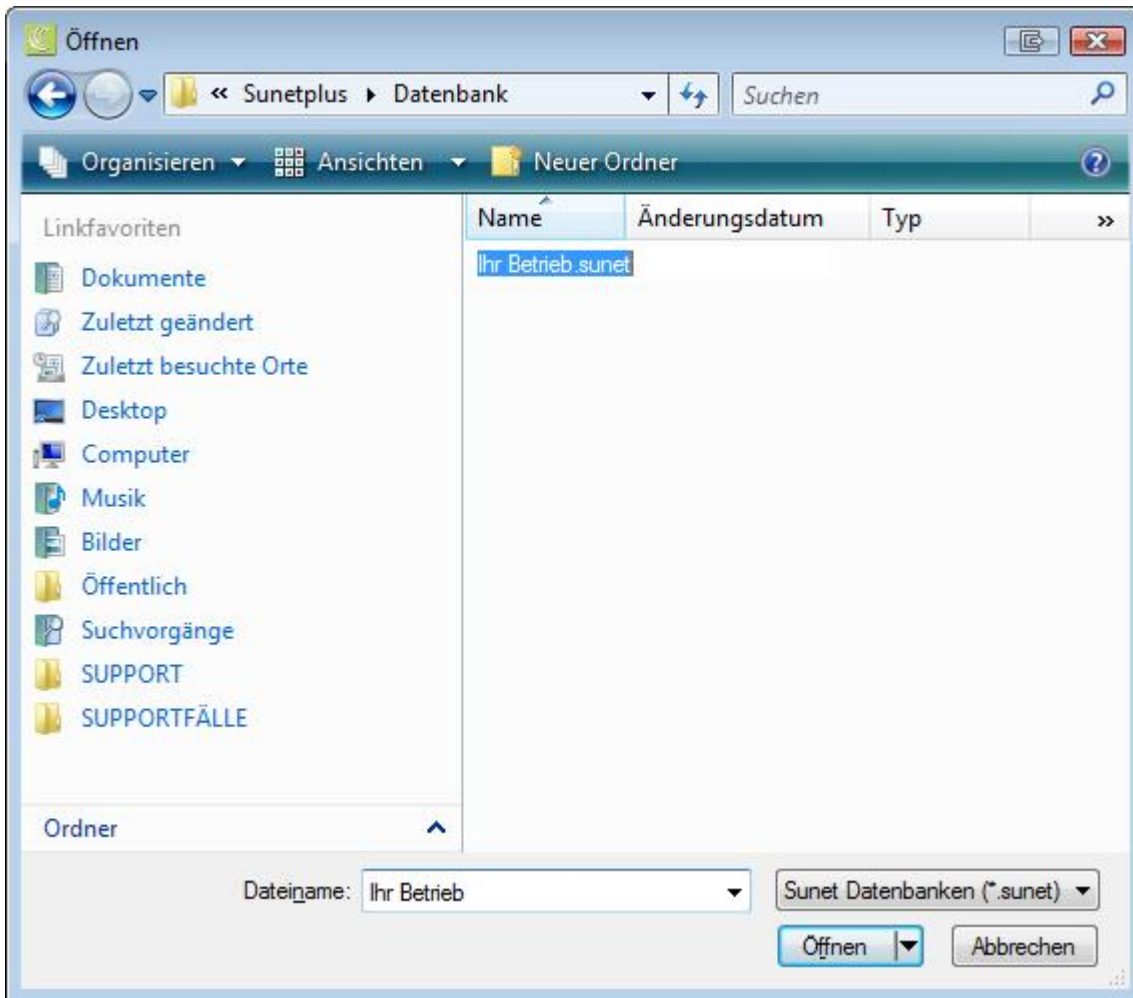 Öffnen
« Sunetplus Datenbank Suchen
Organisieren Ansichten Neuer Ordner ?
Linkfavoriten
Dokumente
Zuletzt geändert
Zuletzt besuchte Orte
Desktop
Computer
Musik
Bilder
Öffentlich
Suchvorgänge
SUPPORT
SUPPORTFÄLLE
Ordner
Name Änderungsdatum Typ »
Ihr Betrieb.sunet
Dateiname: Ihr Betrieb Sunet Datenbanken (*.sunet)
Öffnen Abbrechen